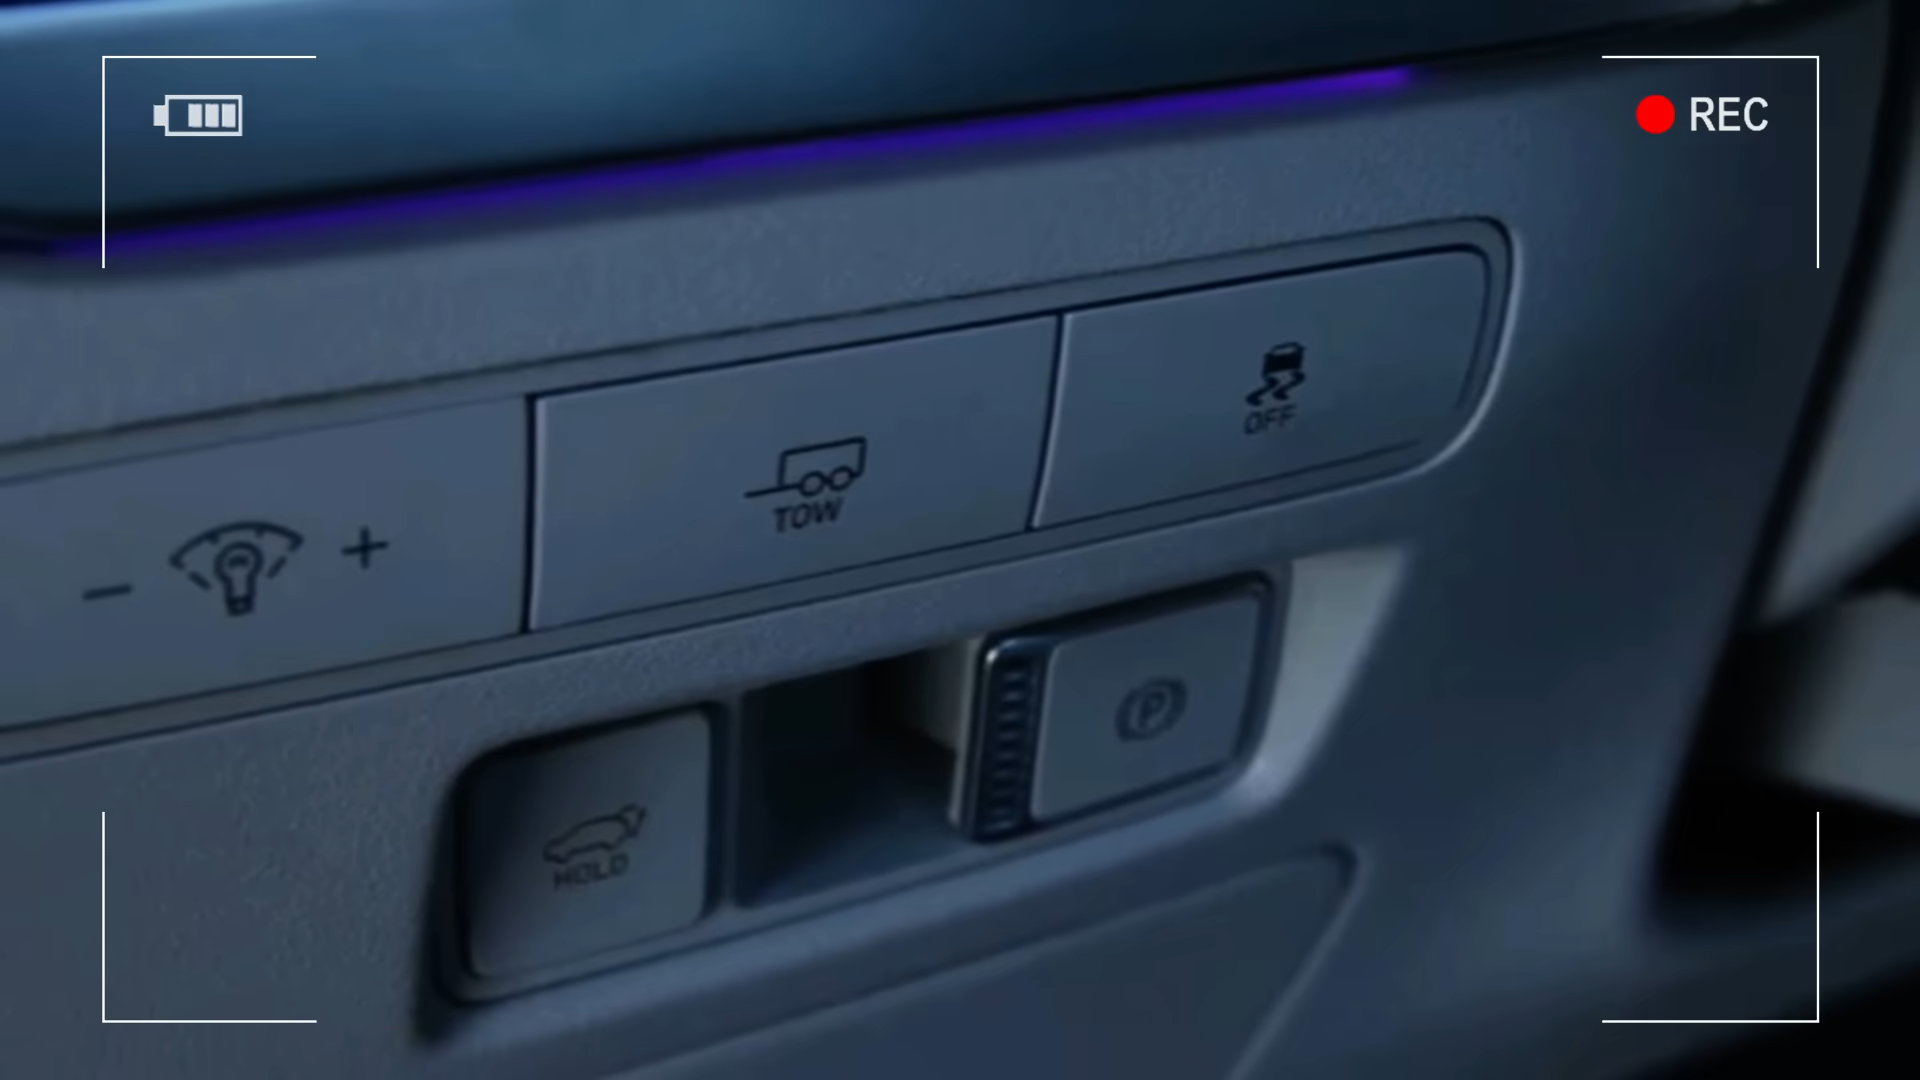 REC
OFF
TOW
− +
P
HOLD